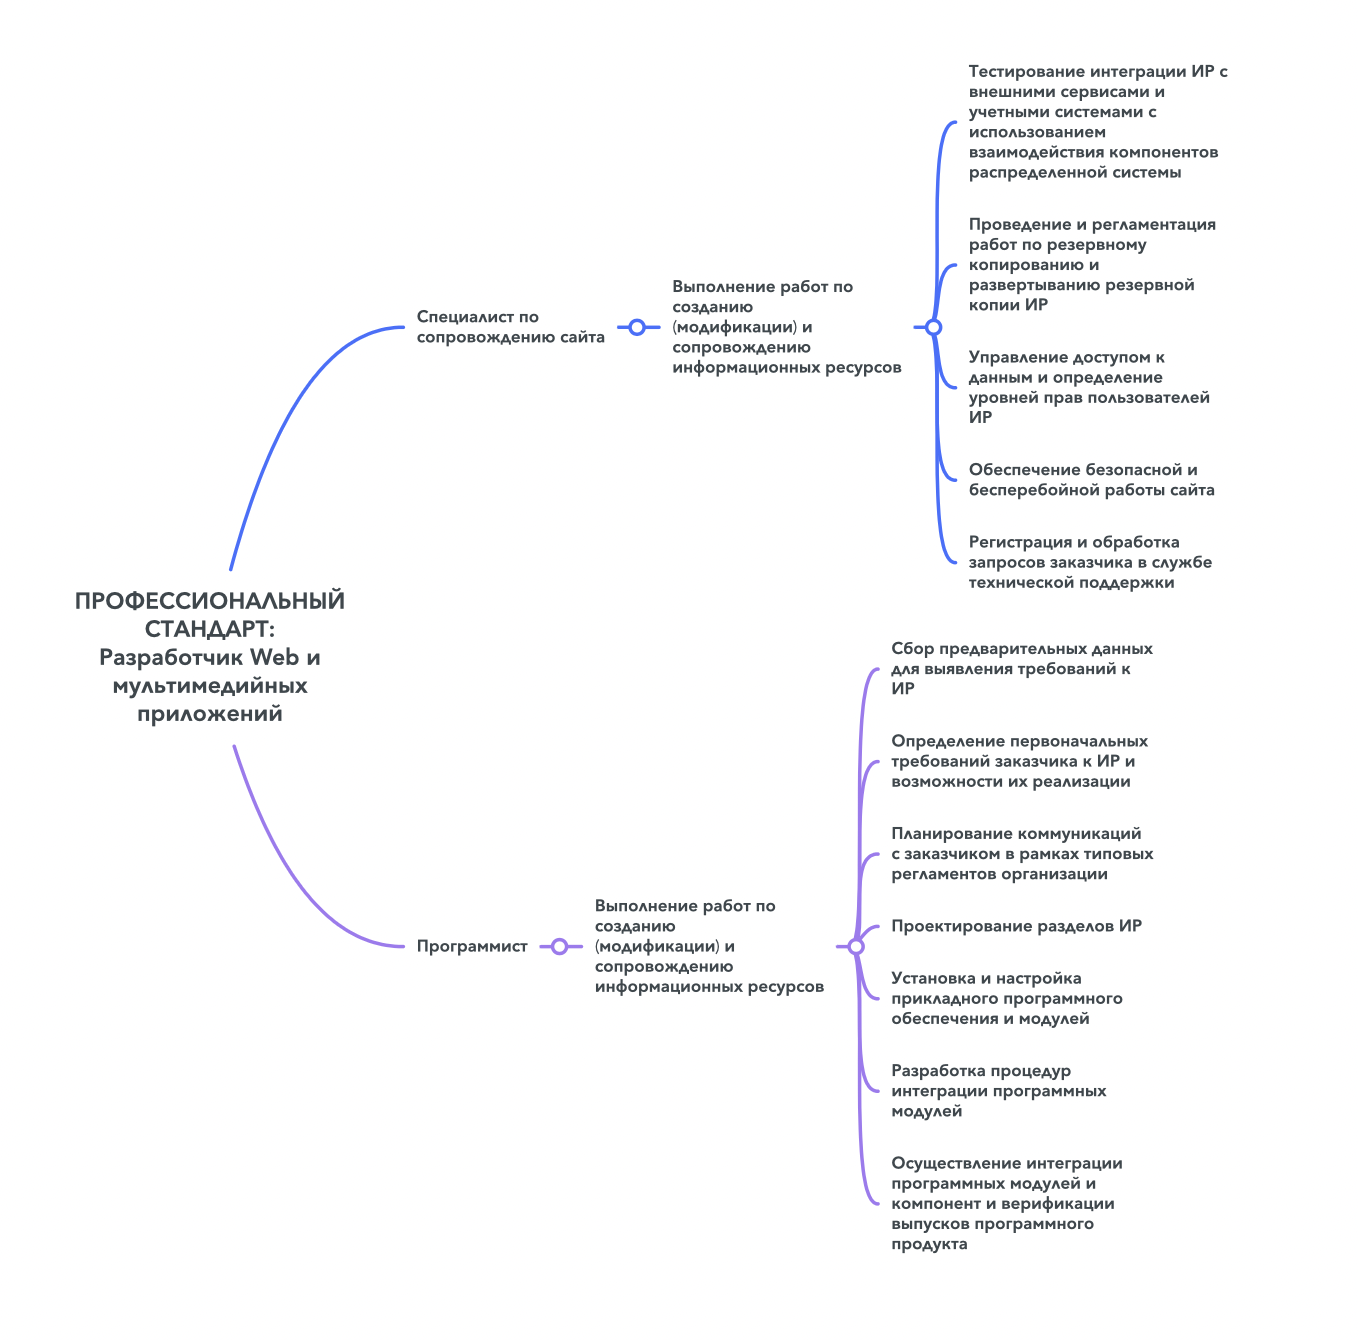 ПРОФЕССИОНАЛЬНЫЙ
СТАНДАРТ:
Разработчик Web и
мультимедийных
приложений
Специалист по
сопровождению сайта
Выполнение работ по
созданию
(модификации) и
сопровождению
информационных ресурсов
Тестирование интеграции ИР с
внешними сервисами и
учетными системами с
использованием
взаимодействия компонентов
распределенной системы
Проведение и регламентация
работ по резервному
копированию и
развертыванию резервной
копии ИР
Управление доступом к
данным и определение
уровней прав пользователей
ИР
Обеспечение безопасной и
бесперебойной работы сайта
Регистрация и обработка
запросов заказчика в службе
технической поддержки
Программист
Выполнение работ по
созданию
(модификации) и
сопровождению
информационных ресурсов
Сбор предварительных данных
для выявления требований к
ИР
Определение первоначальных
требований заказчика к ИР и
возможности их реализации
Планирование коммуникаций
с заказчиком в рамках типовых
регламентов организации
Проектирование разделов ИР
Установка и настройка
прикладного программного
обеспечения и модулей
Разработка процедур
интеграции программных
модулей
Осуществление интеграции
программных модулей и
компонент и верификации
выпусков программного
продукта